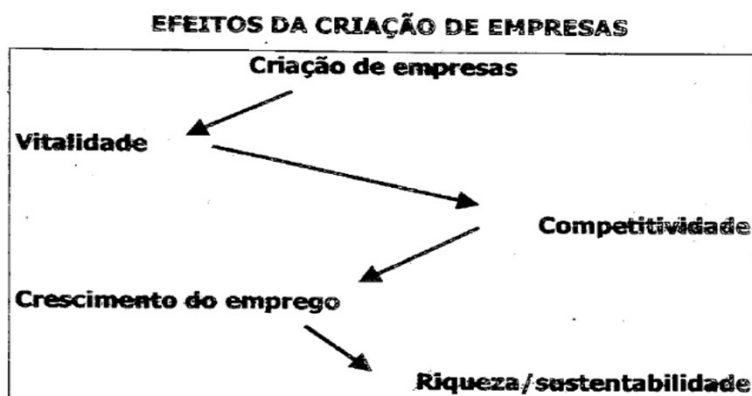 EFEITOS DA CRIAÇÃO DE EMPRESAS
Criação de empresas
Vitalidade
Competitividade
Crescimento do emprego
Riqueza/sustentabilidade